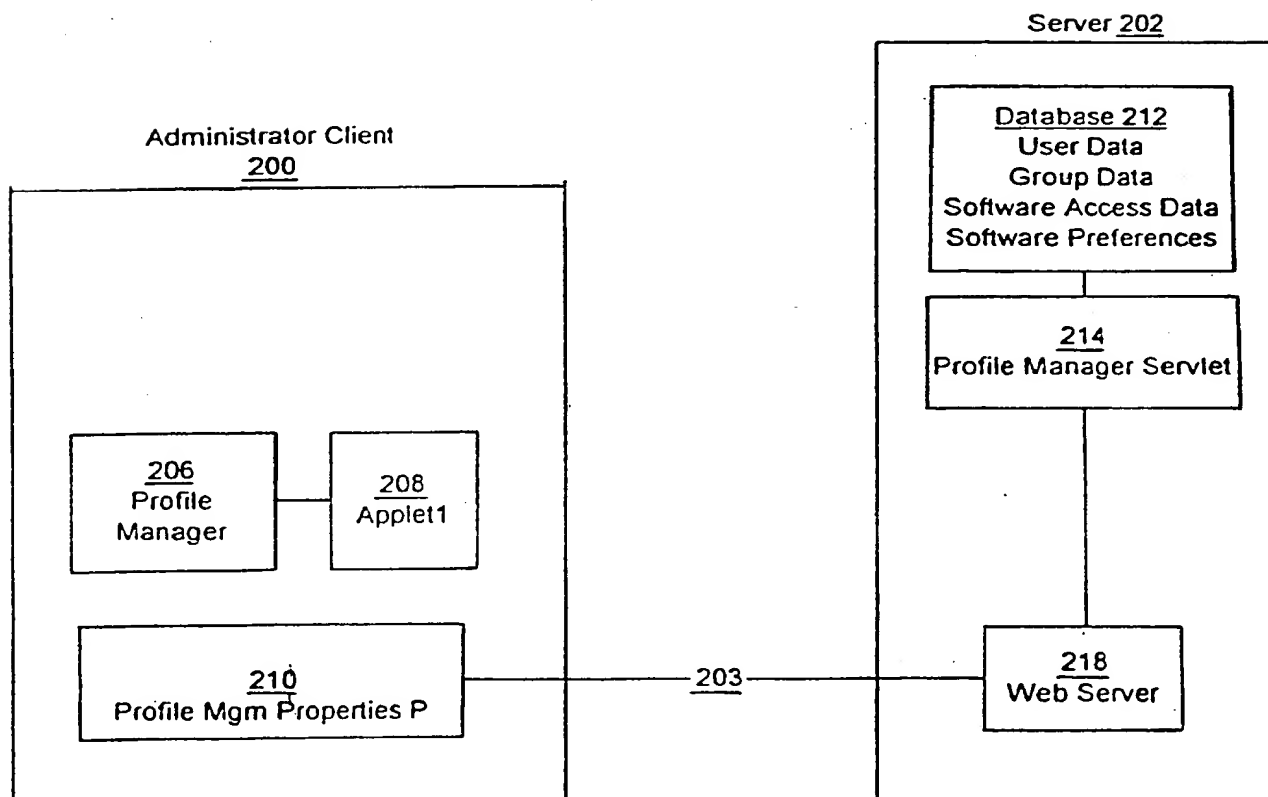 Server 202
Database 212
User Data
Group Data
Software Access Data
Software Preferences
Administrator Client
200
214
Profile Manager Servlet
206
Profile
Manager
208
Applet1
210
Profile Mgm Properties P
203
218
Web Server